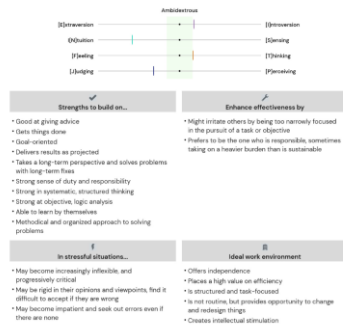 Ambidextrous
[E]xtraversion
[I]ntroversion
i[N]tuition
[S]ensing
[F]eeling
[T]hinking
[J]udging
[P]erceiving
Strengths to build on...
• Good at giving advice
• Gets things done
• Goal-oriented
• Delivers results as projected
• Takes a long-term perspective and solves problems
with long-term fixes
• Strong sense of duty and responsibility
• Strong in systematic, structured thinking
• Strong at objective, logic analysis
• Able to learn by themselves
• Methodical and organized approach to solving
problems
Enhance effectiveness by
• Might irritate others by being too narrowly focused
in the pursuit of a task or objective
• Prefers to be the one who is responsible, sometimes
taking on a heavier burden than is sustainable
In stressful situations...
• May become increasingly inflexible, and
progressively critical
• May be rigid in their opinions and viewpoints, find it
difficult to accept if they are wrong
• May become impatient and seek out errors even if
there are none
Ideal work environment
• Offers independence
• Places a high value on efficiency
• Is structured and task-focused
• Is not routine, but provides opportunity to change
and redesign things
• Creates intellectual stimulation